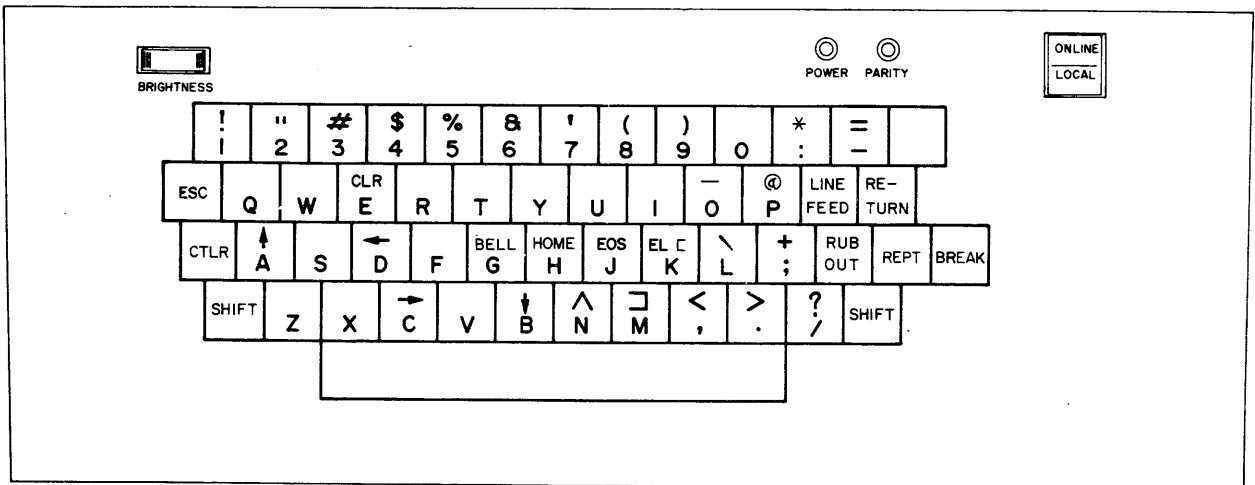 BRIGHTNESS
POWER PARITY
ONLINE
LOCAL
! " # $ % & ' ( ) * =
1 2 3 4 5 6 7 8 9 0 : -
ESC Q W CLR E R T Y U I — O @ P LINE FEED RE-TURN
CTLR ↑ A S ← D F BELL G HOME H EOS J EL [ K \ L + ; RUB OUT REPT BREAK
SHIFT Z X → C V ↓ B ∧ N ] M < , > . ? / SHIFT